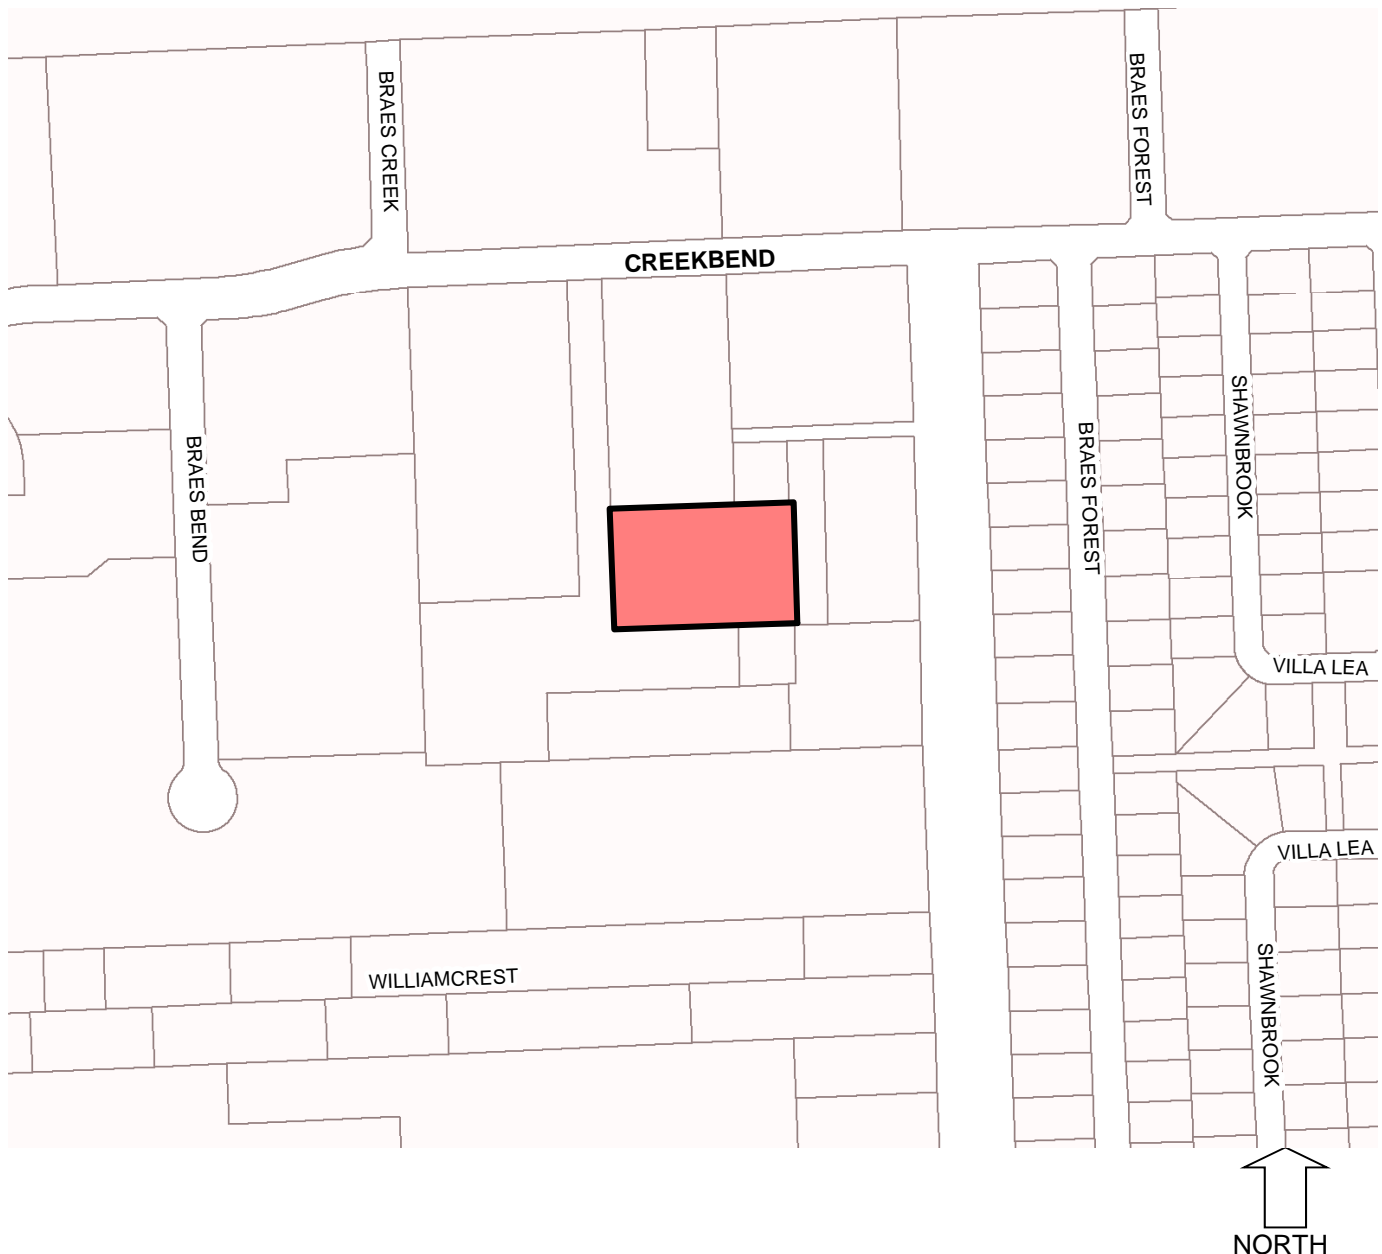 BRAES CREEK
BRAES FOREST
CREEKBEND
SHAWNBROOK
BRAES FOREST
BRAES BEND
VILLA LEA
VILLA LEA
WILLIAMCREST
SHAWNBROOK
NORTH